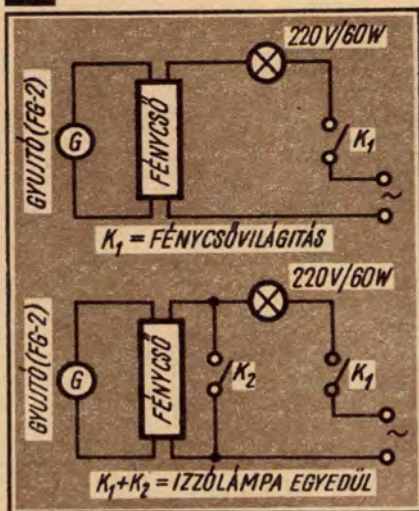 220V/60W
GYUJTÓ(FG-2)
G
FÉNYCSŐ
K₁
~
K₁ = FÉNYCSŐVILÁGITÁS
220V/60W
GYUJTÓ(FG-2)
G
FÉNYCSŐ
K₂
K₁
~
K₁+K₂ = IZZÓLÁMPA EGYEDÜL